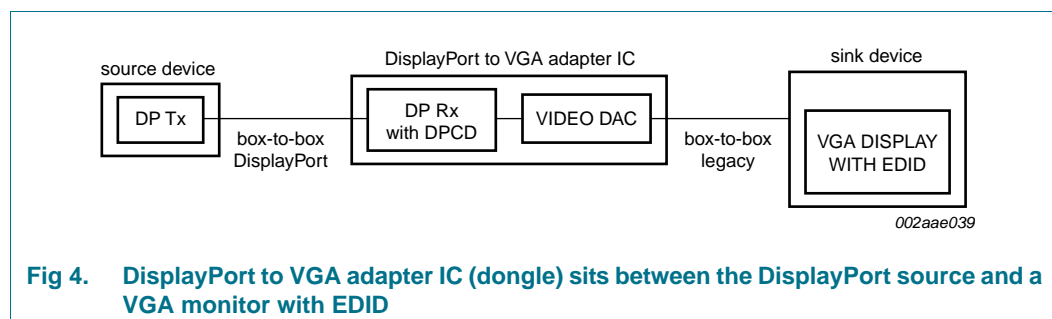 source device
DP Tx
box-to-box
DisplayPort
DisplayPort to VGA adapter IC
DP Rx
with DPCD
VIDEO DAC
box-to-box
legacy
sink device
VGA DISPLAY
WITH EDID
002aae039
Fig 4. DisplayPort to VGA adapter IC (dongle) sits between the DisplayPort source and a
VGA monitor with EDID